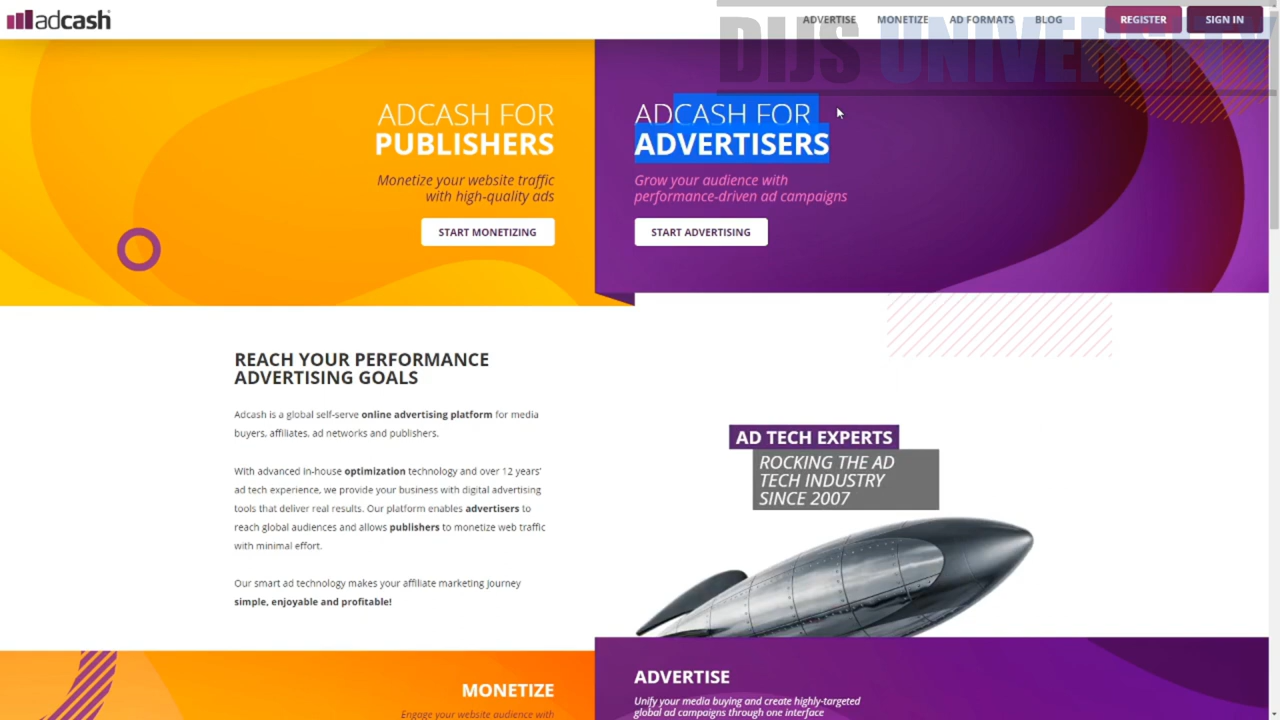 adcash
ADVERTISE
MONETIZE
AD FORMATS
BLOG
REGISTER
SIGN IN
DIJS UNIVERSITY
ADCASH FOR
PUBLISHERS
Monetize your website traffic
with high-quality ads
START MONETIZING
ADCASH FOR
ADVERTISERS
Grow your audience with
performance-driven ad campaigns
START ADVERTISING
REACH YOUR PERFORMANCE
ADVERTISING GOALS
Adcash is a global self-serve online advertising platform for media
buyers, affiliates, ad networks and publishers.
With advanced in-house optimization technology and over 12 years'
ad tech experience, we provide your business with digital advertising
tools that deliver real results. Our platform enables advertisers to
reach global audiences and allows publishers to monetize web traffic
with minimal effort.
Our smart ad technology makes your affiliate marketing journey
simple, enjoyable and profitable!
AD TECH EXPERTS
ROCKING THE AD
TECH INDUSTRY
SINCE 2007
MONETIZE
Engage your website audience with
ADVERTISE
Unify your media buying and create highly-targeted
global ad campaigns through one interface